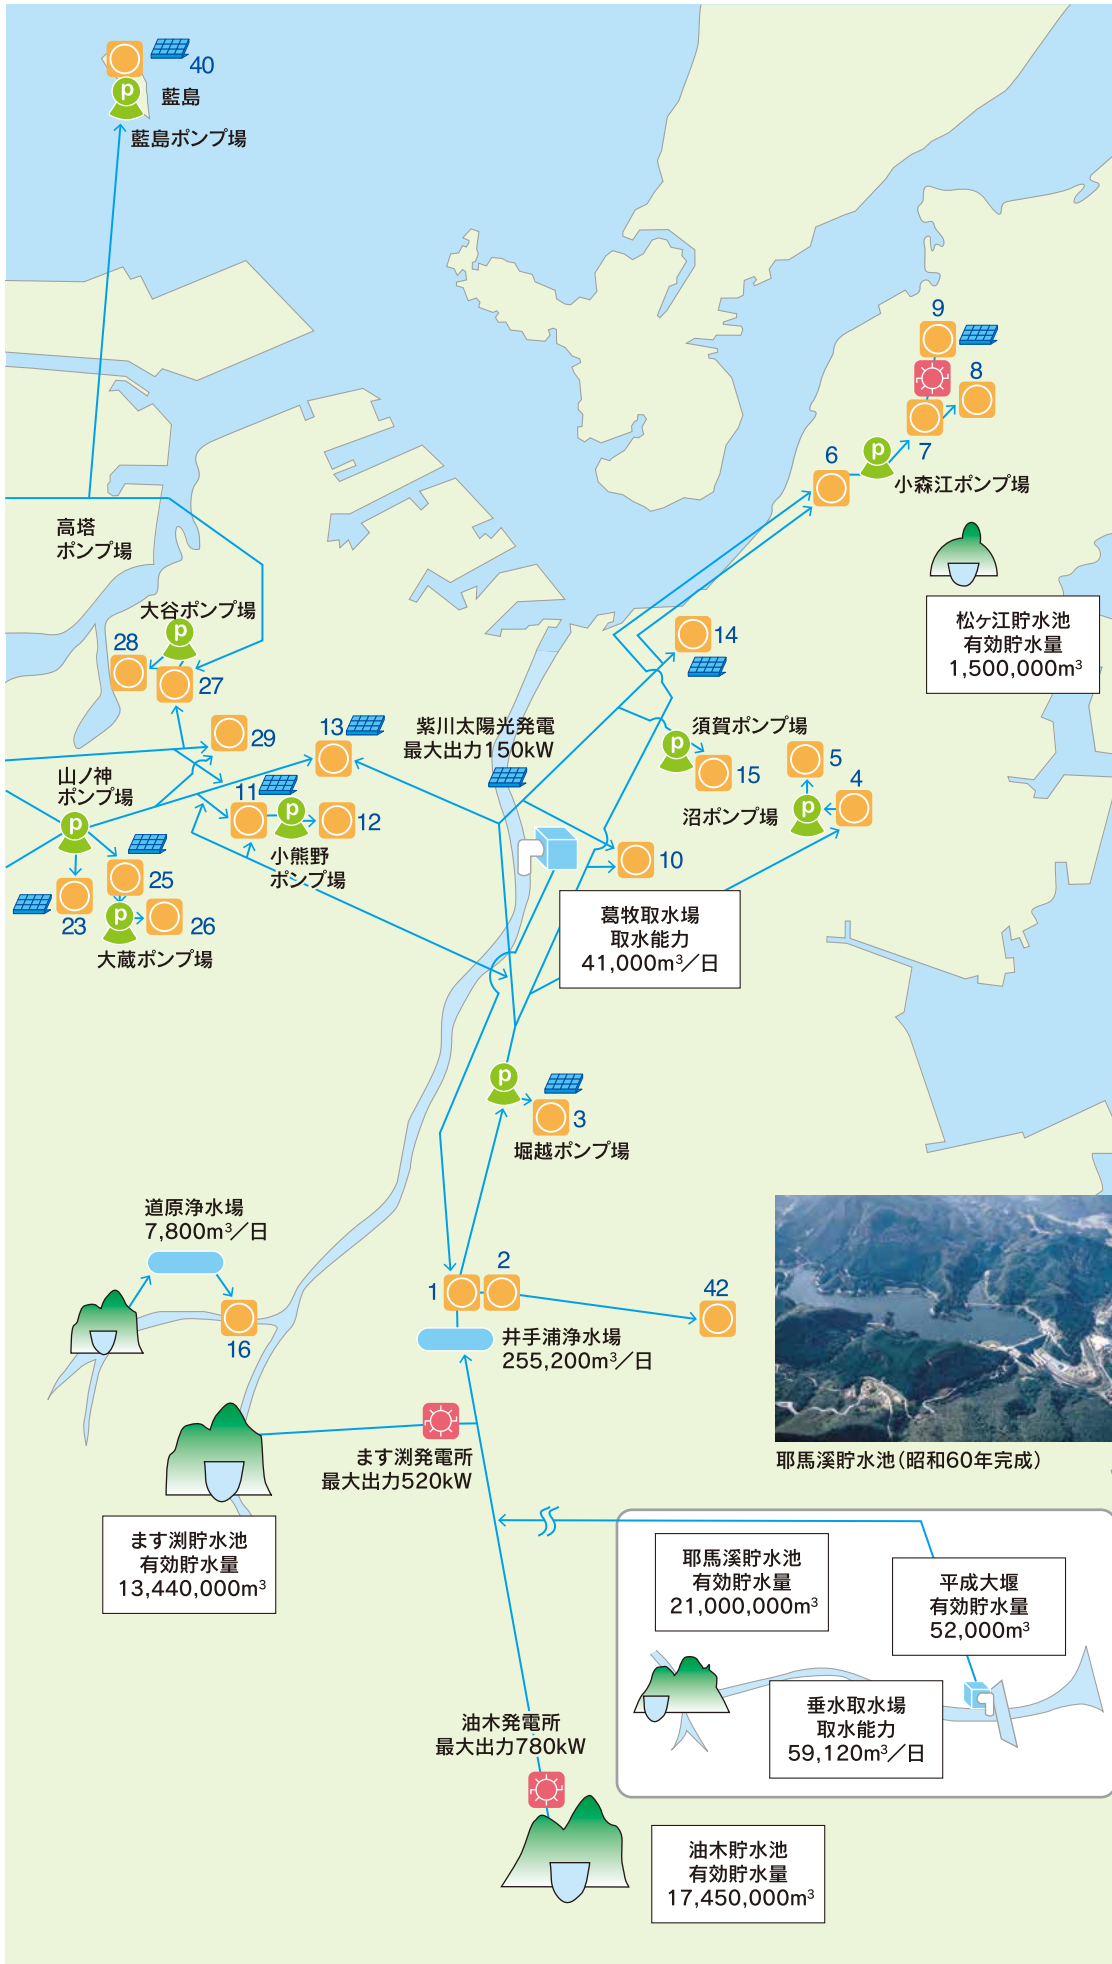 40
藍島
藍島ポンプ場
9
8
7
6
小森江ポンプ場
高塔
ポンプ場
松ヶ江貯水池
有効貯水量
1,500,000m³
大谷ポンプ場
28
27
14
29
13
紫川太陽光発電
最大出力150kW
須賀ポンプ場
15
5
4
沼ポンプ場
山ノ神
ポンプ場
11
12
小熊野
ポンプ場
10
25
23
26
大蔵ポンプ場
葛牧取水場
取水能力
41,000m³／日
3
堀越ポンプ場
道原浄水場
7,800m³／日
16
1
2
42
井手浦浄水場
255,200m³／日
ます渕発電所
最大出力520kW
耶馬溪貯水池（昭和60年完成）
ます渕貯水池
有効貯水量
13,440,000m³
耶馬溪貯水池
有効貯水量
21,000,000m³
平成大堰
有効貯水量
52,000m³
垂水取水場
取水能力
59,120m³／日
油木発電所
最大出力780kW
油木貯水池
有効貯水量
17,450,000m³